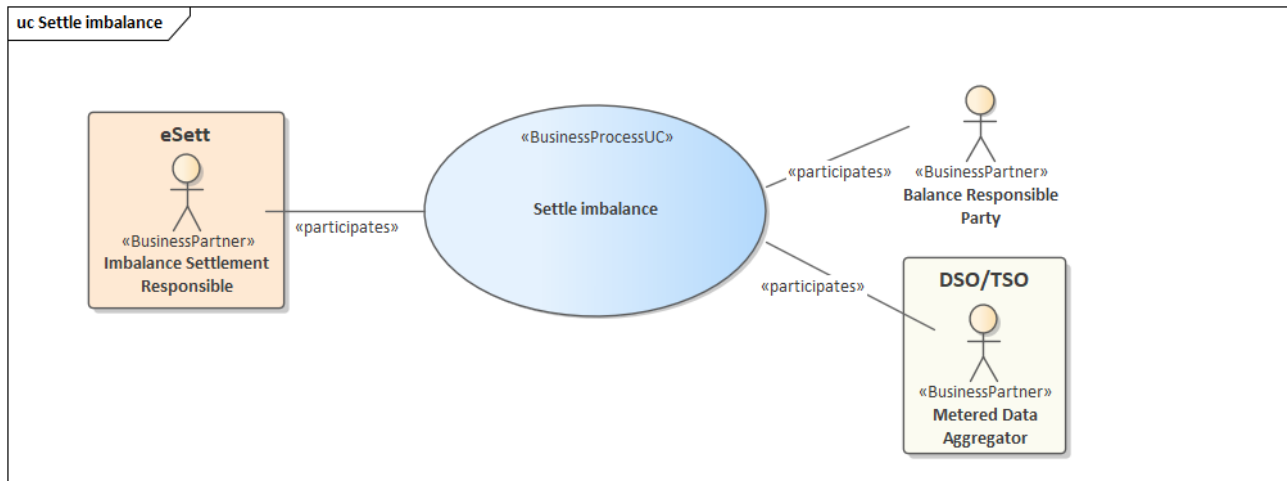 uc Settle imbalance
eSett
«BusinessPartner»
Imbalance Settlement
Responsible
«participates»
«BusinessProcessUC»
Settle imbalance
«participates»
«BusinessPartner»
Balance Responsible
Party
«participates»
DSO/TSO
«BusinessPartner»
Metered Data
Aggregator